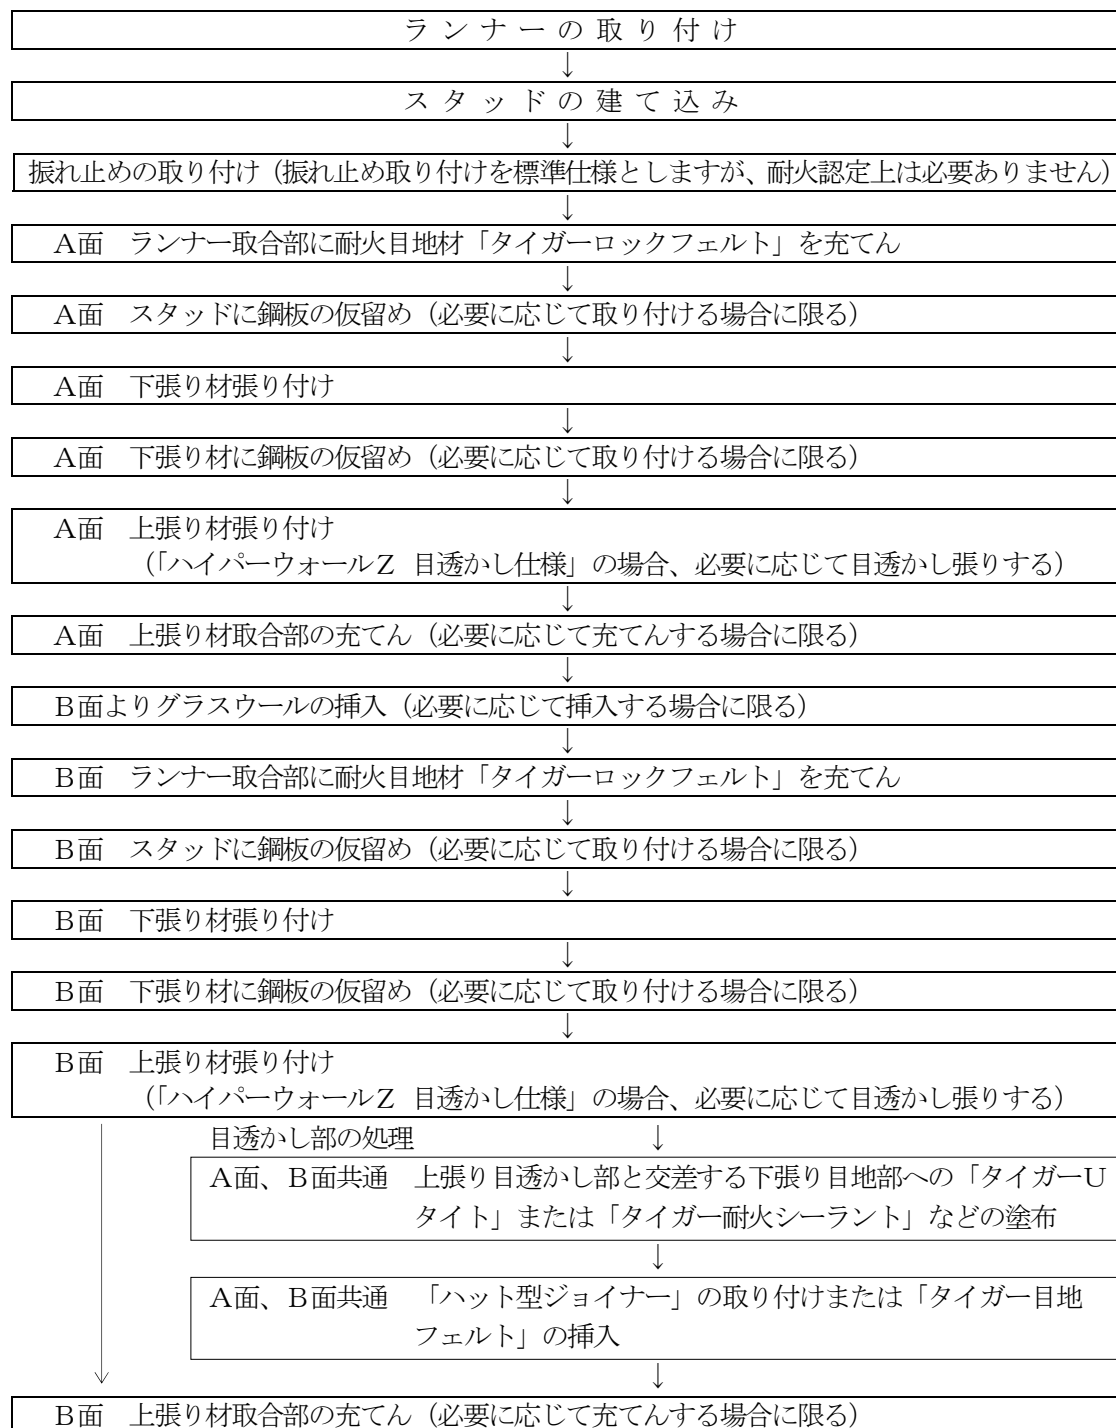 ランナーの取り付け
↓
スタッドの建て込み
↓
振れ止めの取り付け（振れ止め取り付けを標準仕様としますが、耐火認定上は必要ありません）
↓
A面　ランナー取合部に耐火目地材「タイガーロックフェルト」を充てん
↓
A面　スタッドに鋼板の仮留め（必要に応じて取り付ける場合に限る）
↓
A面　下張り材張り付け
↓
A面　下張り材に鋼板の仮留め（必要に応じて取り付ける場合に限る）
↓
A面　上張り材張り付け
（「ハイパーウォールZ 目透かし仕様」の場合、必要に応じて目透かし張りする）
↓
A面　上張り材取合部の充てん（必要に応じて充てんする場合に限る）
↓
B面よりグラスウールの挿入（必要に応じて挿入する場合に限る）
↓
B面　ランナー取合部に耐火目地材「タイガーロックフェルト」を充てん
↓
B面　スタッドに鋼板の仮留め（必要に応じて取り付ける場合に限る）
↓
B面　下張り材張り付け
↓
B面　下張り材に鋼板の仮留め（必要に応じて取り付ける場合に限る）
↓
B面　上張り材張り付け
（「ハイパーウォールZ 目透かし仕様」の場合、必要に応じて目透かし張りする）
目透かし部の処理　↓
A面、B面共通　上張り目透かし部と交差する下張り目地部への「タイガーU
タイト」または「タイガー耐火シーラント」などの塗布
↓
A面、B面共通　「ハット型ジョイナー」の取り付けまたは「タイガー目地
フェルト」の挿入
↓
B面　上張り材取合部の充てん（必要に応じて充てんする場合に限る）